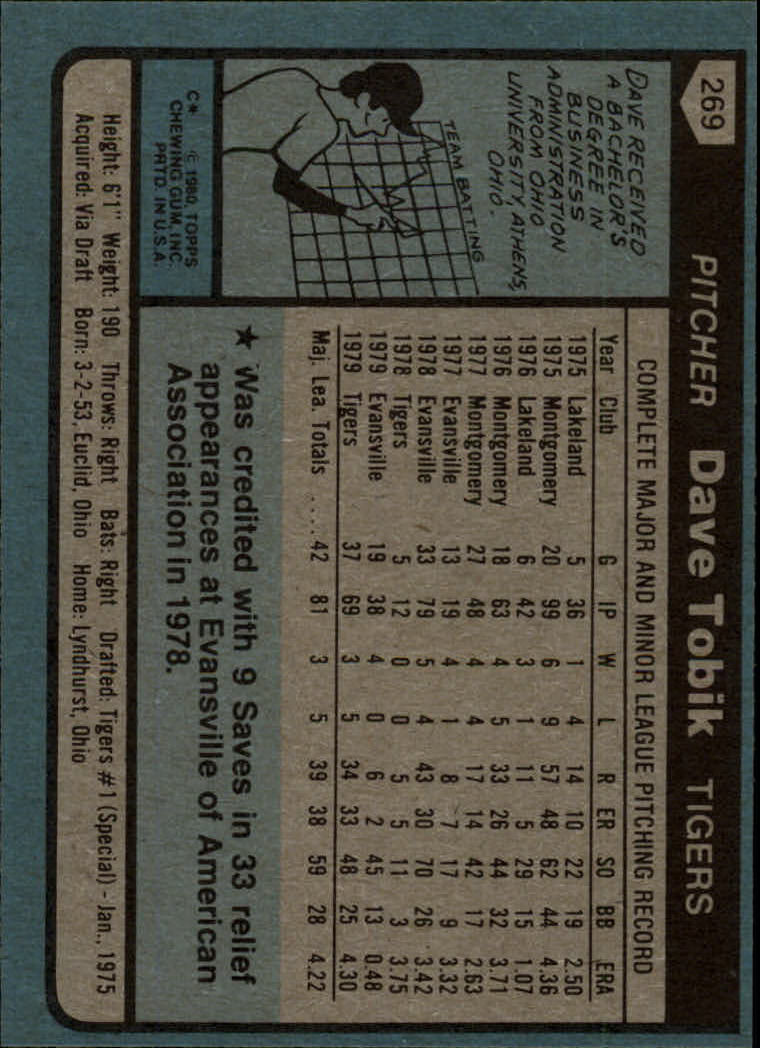 269 PITCHER Dave Tobik TIGERS
DAVE RECEIVED
A BACHELOR'S
DEGREE IN
BUSINESS
ADMINISTRATION
FROM OHIO
UNIVERSITY, ATHENS,
OHIO.
TEAM BATTING
C* © 1980, TOPPS
CHEWING GUM, INC.
PRTD. IN U.S.A.
COMPLETE MAJOR AND MINOR LEAGUE PITCHING RECORD
Year Club G IP W L R ER SO BB ERA
1975 Lakeland 5 36 1 4 14 10 22 19 2.50
1975 Montgomery 20 99 6 9 57 48 62 44 4.36
1976 Lakeland 6 42 3 1 11 5 29 15 1.07
1976 Montgomery 18 63 4 5 33 26 44 32 3.71
1977 Montgomery 27 48 4 4 17 14 42 17 2.63
1977 Evansville 13 19 4 1 8 7 17 9 3.32
1978 Evansville 33 79 5 4 43 30 70 26 3.42
1978 Tigers 5 12 0 0 5 5 11 3 3.75
1979 Evansville 19 38 4 0 6 2 45 13 0.48
1979 Tigers 37 69 3 5 34 33 48 25 4.30
Maj. Lea. Totals .... 42 81 3 5 39 38 59 28 4.22
★ Was credited with 9 Saves in 33 relief
appearances at Evansville of American
Association in 1978.
Height: 6'1" Weight: 190 Throws: Right Bats: Right Drafted: Tigers #1 (Special) - Jan., 1975
Acquired: Via Draft Born: 3-2-53, Euclid, Ohio Home: Lyndhurst, Ohio